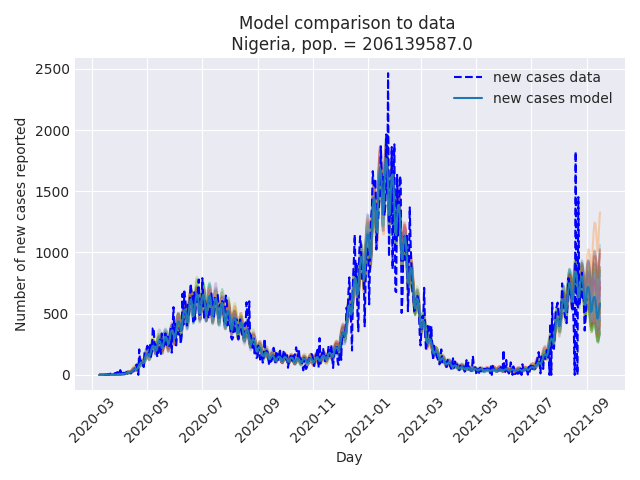 Model comparison to data
Nigeria, pop. = 206139587.0
new cases data
new cases model
Number of new cases reported
2500
2000
1500
1000
500
0
2020-03
2020-05
2020-07
2020-09
2020-11
2021-01
2021-03
2021-05
2021-07
2021-09
Day